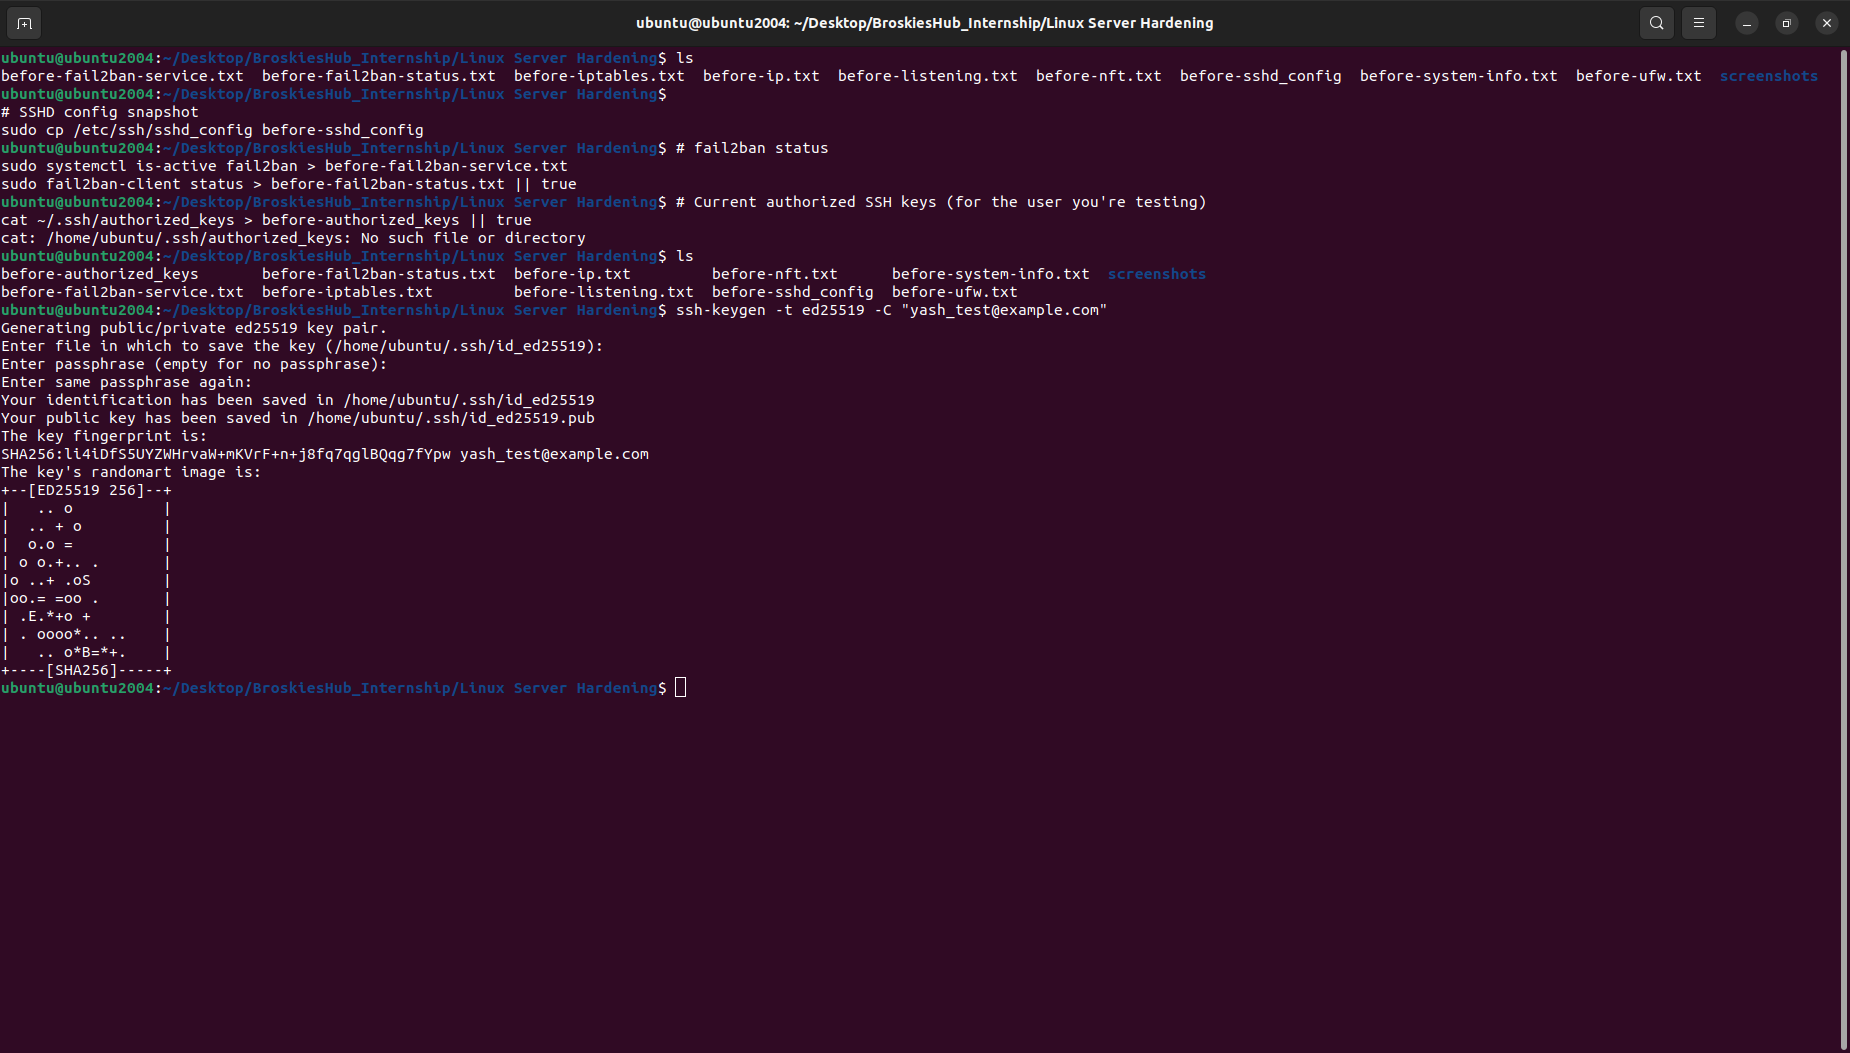 ubuntu@ubuntu2004: ~/Desktop/BroskiesHub_Internship/Linux Server Hardening
ubuntu@ubuntu2004:~/Desktop/BroskiesHub_Internship/Linux Server Hardening$ ls
before-fail2ban-service.txt  before-fail2ban-status.txt  before-iptables.txt  before-ip.txt  before-listening.txt  before-nft.txt  before-sshd_config  before-system-info.txt  before-ufw.txt  screenshots
ubuntu@ubuntu2004:~/Desktop/BroskiesHub_Internship/Linux Server Hardening$
# SSHD config snapshot
sudo cp /etc/ssh/sshd_config before-sshd_config
ubuntu@ubuntu2004:~/Desktop/BroskiesHub_Internship/Linux Server Hardening$ # fail2ban status
sudo systemctl is-active fail2ban > before-fail2ban-service.txt
sudo fail2ban-client status > before-fail2ban-status.txt || true
ubuntu@ubuntu2004:~/Desktop/BroskiesHub_Internship/Linux Server Hardening$ # Current authorized SSH keys (for the user you're testing)
cat ~/.ssh/authorized_keys > before-authorized_keys || true
cat: /home/ubuntu/.ssh/authorized_keys: No such file or directory
ubuntu@ubuntu2004:~/Desktop/BroskiesHub_Internship/Linux Server Hardening$ ls
before-authorized_keys       before-fail2ban-status.txt  before-ip.txt         before-nft.txt      before-system-info.txt  screenshots
before-fail2ban-service.txt  before-iptables.txt         before-listening.txt  before-sshd_config  before-ufw.txt
ubuntu@ubuntu2004:~/Desktop/BroskiesHub_Internship/Linux Server Hardening$ ssh-keygen -t ed25519 -C "yash_test@example.com"
Generating public/private ed25519 key pair.
Enter file in which to save the key (/home/ubuntu/.ssh/id_ed25519):
Enter passphrase (empty for no passphrase):
Enter same passphrase again:
Your identification has been saved in /home/ubuntu/.ssh/id_ed25519
Your public key has been saved in /home/ubuntu/.ssh/id_ed25519.pub
The key fingerprint is:
SHA256:li4iDfS5UYZWHrvaW+mKVrF+n+j8fq7qglBQqg7fYpw yash_test@example.com
The key's randomart image is:
+--[ED25519 256]--+
|   .. o          |
|  .. + o         |
|  o.o =          |
| o o.+.. .       |
|o ..+ .oS        |
|oo.= =oo .       |
| .E.*+o +        |
| . oooo*.. ..    |
|   .. o*B=*+.    |
+----[SHA256]-----+
ubuntu@ubuntu2004:~/Desktop/BroskiesHub_Internship/Linux Server Hardening$